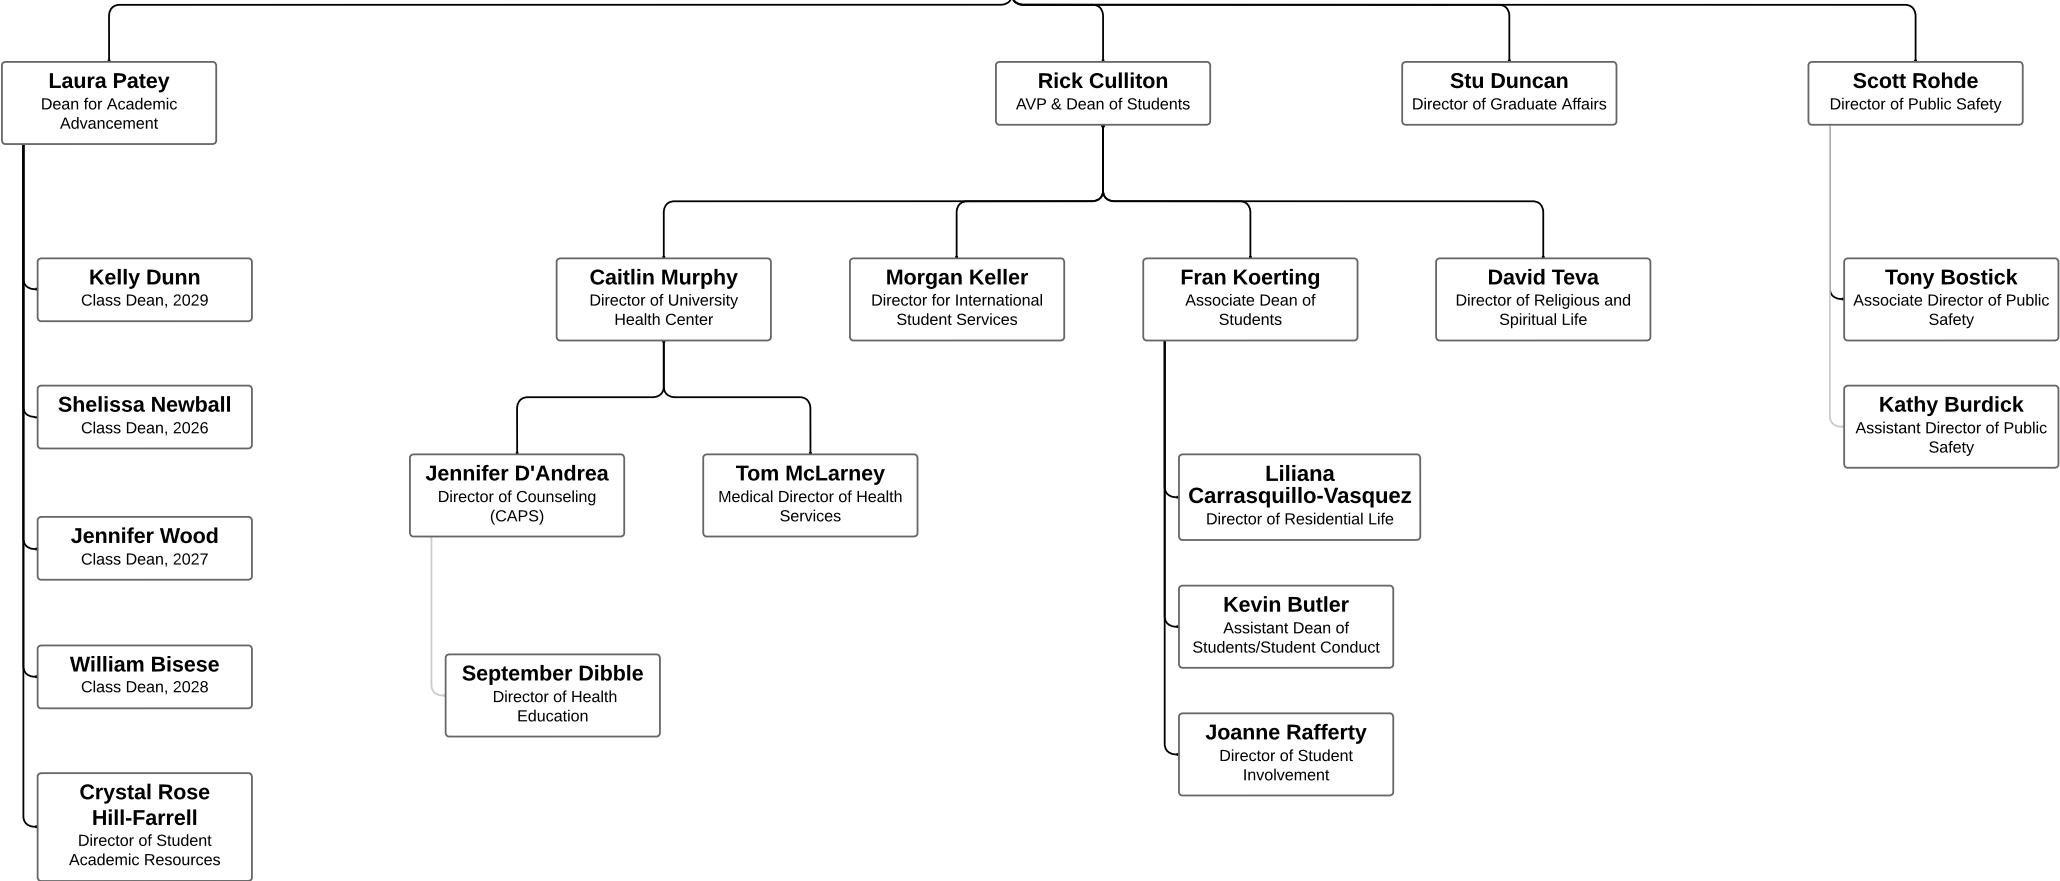 Laura Patey
Dean for Academic
Advancement
Rick Culliton
AVP & Dean of Students
Stu Duncan
Director of Graduate Affairs
Scott Rohde
Director of Public Safety
Kelly Dunn
Class Dean, 2029
Caitlin Murphy
Director of University
Health Center
Morgan Keller
Director for International
Student Services
Fran Koerting
Associate Dean of
Students
David Teva
Director of Religious and
Spiritual Life
Tony Bostick
Associate Director of Public
Safety
Shelissa Newball
Class Dean, 2026
Kathy Burdick
Assistant Director of Public
Safety
Jennifer D'Andrea
Director of Counseling
(CAPS)
Tom McLarney
Medical Director of Health
Services
Liliana
Carrasquillo-Vasquez
Director of Residential Life
Jennifer Wood
Class Dean, 2027
Kevin Butler
Assistant Dean of
Students/Student Conduct
William Bisese
Class Dean, 2028
September Dibble
Director of Health
Education
Joanne Rafferty
Director of Student
Involvement
Crystal Rose
Hill-Farrell
Director of Student
Academic Resources